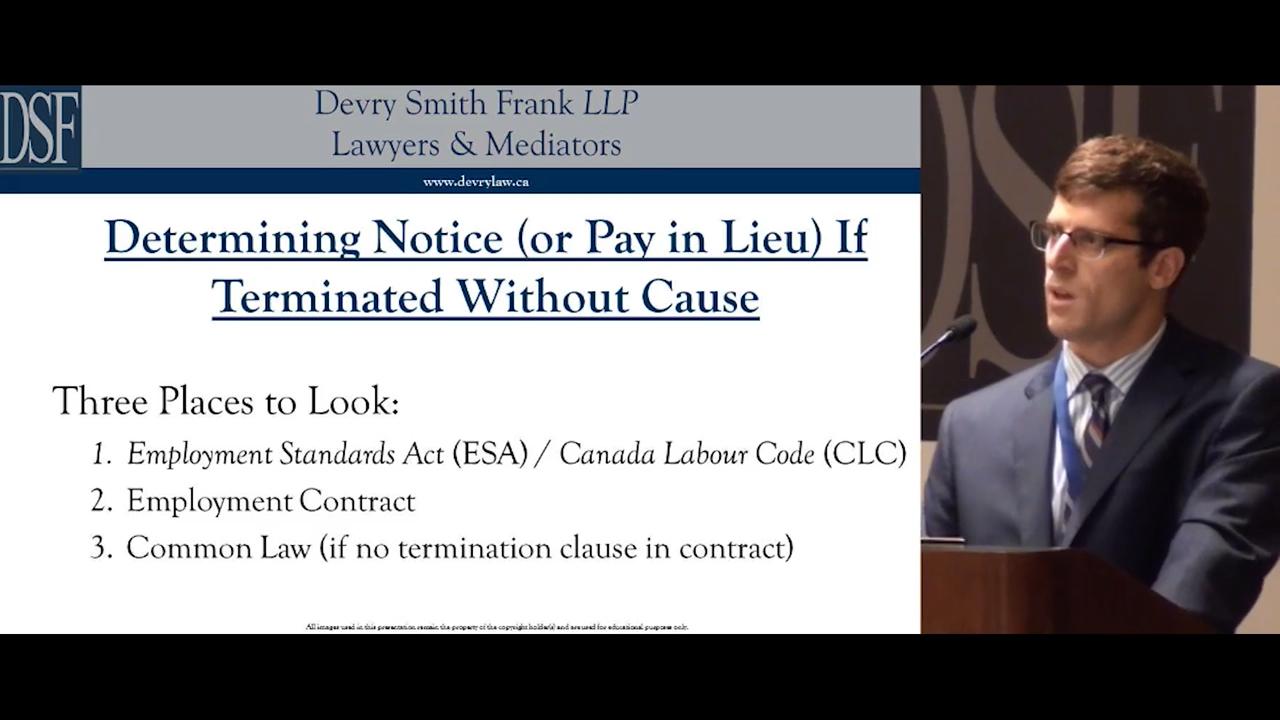 DSF
Devry Smith Frank LLP
Lawyers & Mediators
www.devrylaw.ca
Determining Notice (or Pay in Lieu) If
Terminated Without Cause
Three Places to Look:
1. Employment Standards Act (ESA) / Canada Labour Code (CLC)
2. Employment Contract
3. Common Law (if no termination clause in contract)
All images used in this presentation remain the property of the copyright holder(s) and are used for educational purposes only.